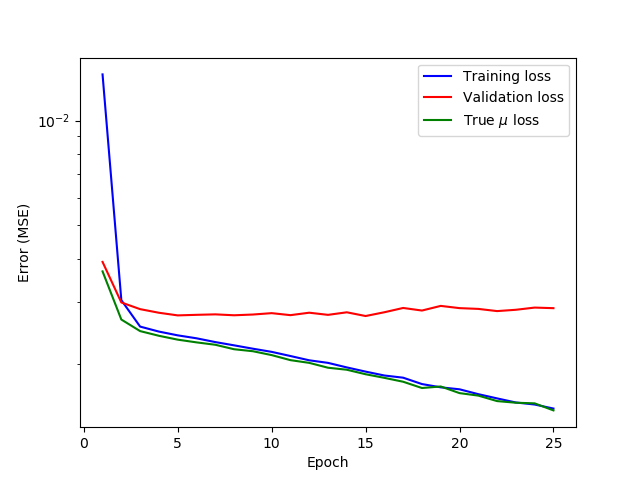 Training loss
Validation loss
True μ loss
10⁻²
Error (MSE)
0 5 10 15 20 25
Epoch